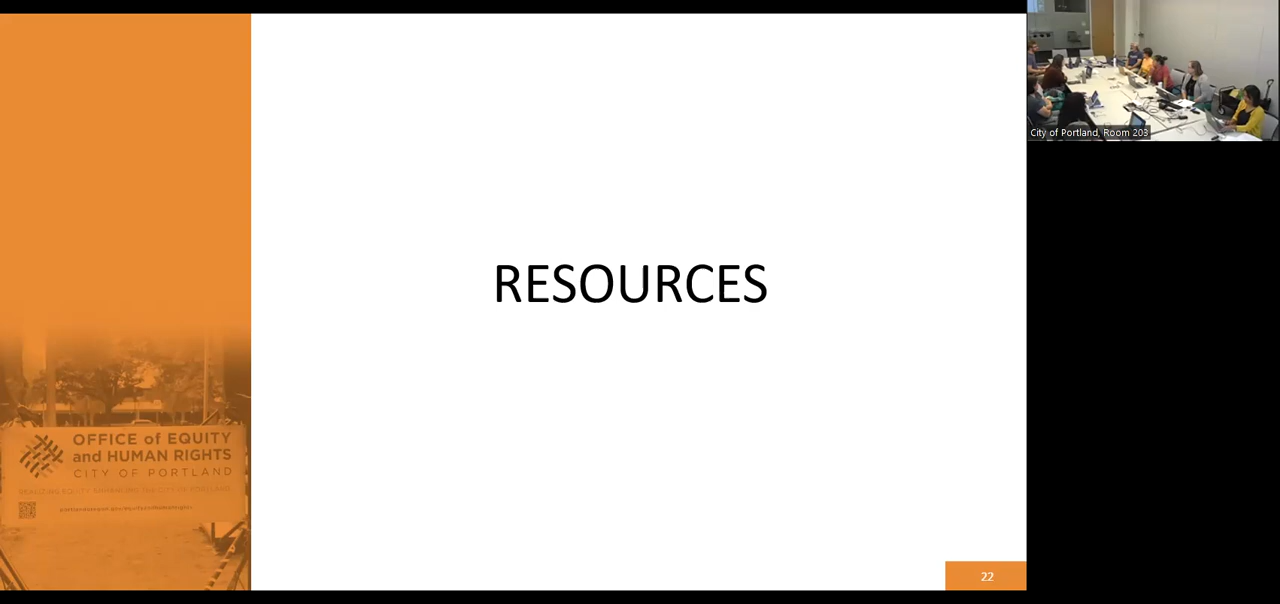 RESOURCES
OFFICE of EQUITY
and HUMAN RIGHTS
CITY OF PORTLAND
22
City of Portland, Room 203